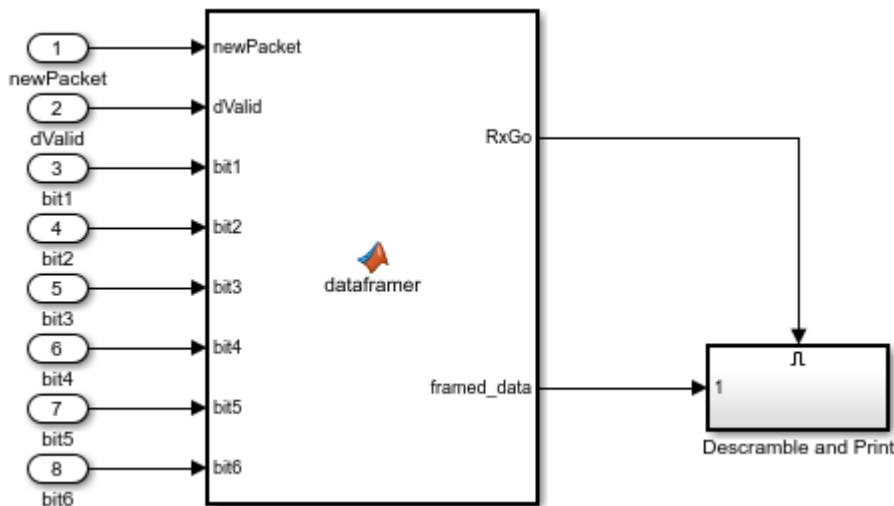 1
newPacket
newPacket
2
dValid
dValid
3
bit1
bit1
4
bit2
bit2
5
bit3
bit3
6
bit4
bit4
7
bit5
bit5
8
bit6
bit6
dataframer
RxGo
framed_data
1
Descramble and Print